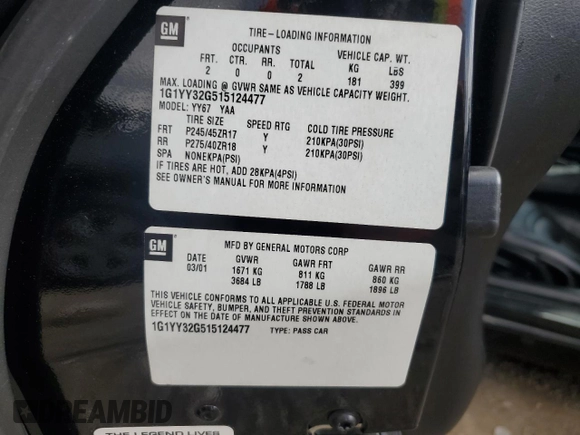 GM
TIRE-LOADING INFORMATION
OCCUPANTS VEHICLE CAP. WT.
FRT. CTR. RR. TOTAL KG LBS
2 0 0 2 181 399
MAX. LOADING @ GVWR SAME AS VEHICLE CAPACITY WEIGHT.
1G1YY32G515124477
MODEL: YY67 YAA
TIRE SIZE SPEED RTG COLD TIRE PRESSURE
FRT P245/45ZR17 Y 210KPA(30PSI)
RR P275/40ZR18 Y 210KPA(30PSI)
SPA NONEKPA(PSI)
IF TIRES ARE HOT, ADD 28KPA(4PSI)
SEE OWNER'S MANUAL FOR MORE INFORMATION
GM
MFD BY GENERAL MOTORS CORP
DATE GVWR GAWR FRT GAWR RR
03/01 1671 KG 811 KG 860 KG
3684 LB 1788 LB 1896 LB
THIS VEHICLE CONFORMS TO ALL APPLICABLE U.S. FEDERAL MOTOR
VEHICLE SAFETY, BUMPER, AND THEFT PREVENTION STANDARDS IN
EFFECT ON THE DATE OF MANUFACTURE SHOWN ABOVE.
1G1YY32G515124477 TYPE: PASS CAR
DREAMBID
THE LEGEND LIVES